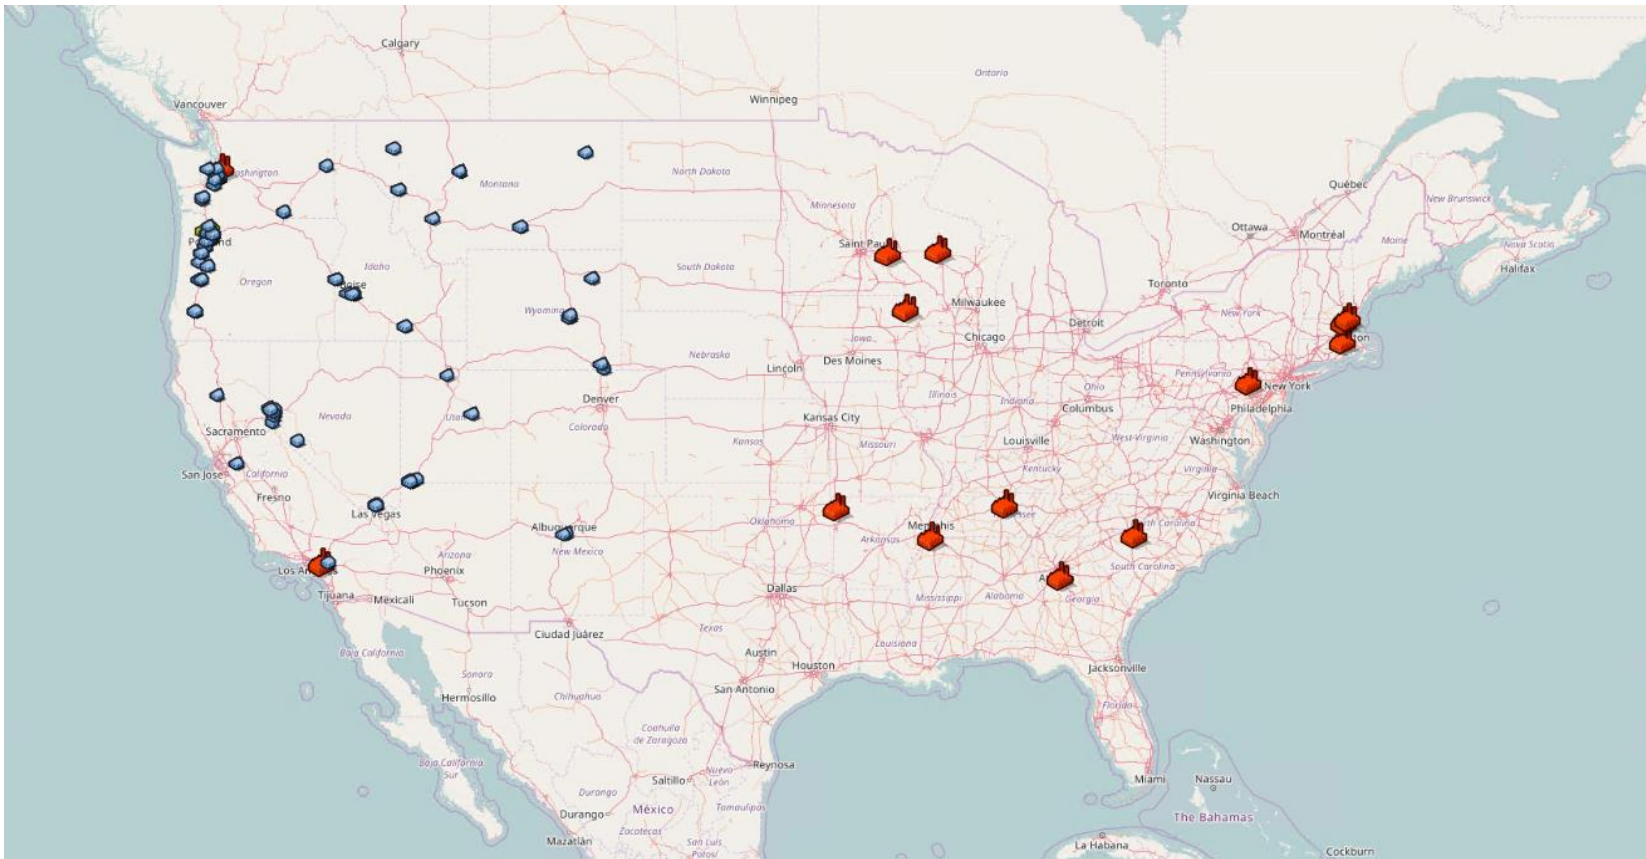 Calgary
Ontario
Vancouver
Winnipeg
Québec
North Dakota
Montana
New Brunswick
Minnesota
Ottawa
Montréal
Maine
Nova Scotia
Halifax
Idaho
South Dakota
Oregon
Toronto
Milwaukee
Wyoming
New York
Detroit
Iowa
Chicago
Nebraska
Des Moines
Lincoln
Pennsylvania
New York
Ohio
Denver
Illinois
Indiana
Columbus
Philadelphia
Nevada
Kansas City
Colorado
Sacramento
Kansas
Missouri
Louisville
West Virginia
Washington
San Jose
California
Kentucky
Virginia
Fresno
Virginia Beach
Las Vegas
Oklahoma
Albuquerque
Memphis
New Mexico
Arizona
Arkansas
Phoenix
South Carolina
Dallas
Tijuana
Mexicali
Tucson
Mississippi
Alabama
Georgia
Texas
Ciudad Juárez
Louisiana
Baja California
Austin
Houston
Jacksonville
Sonora
San Antonio
Hermosillo
Chihuahua
Florida
Coahuila
de Zaragoza
Baja California
Sur
Nuevo
León
Reynosa
Saltillo
Miami
Nassau
Durango
Durango
México
Tamaulipas
The Bahamas
Zacatecas
Mazatlán
San Luis
Potosí
La Habana
Cockburn